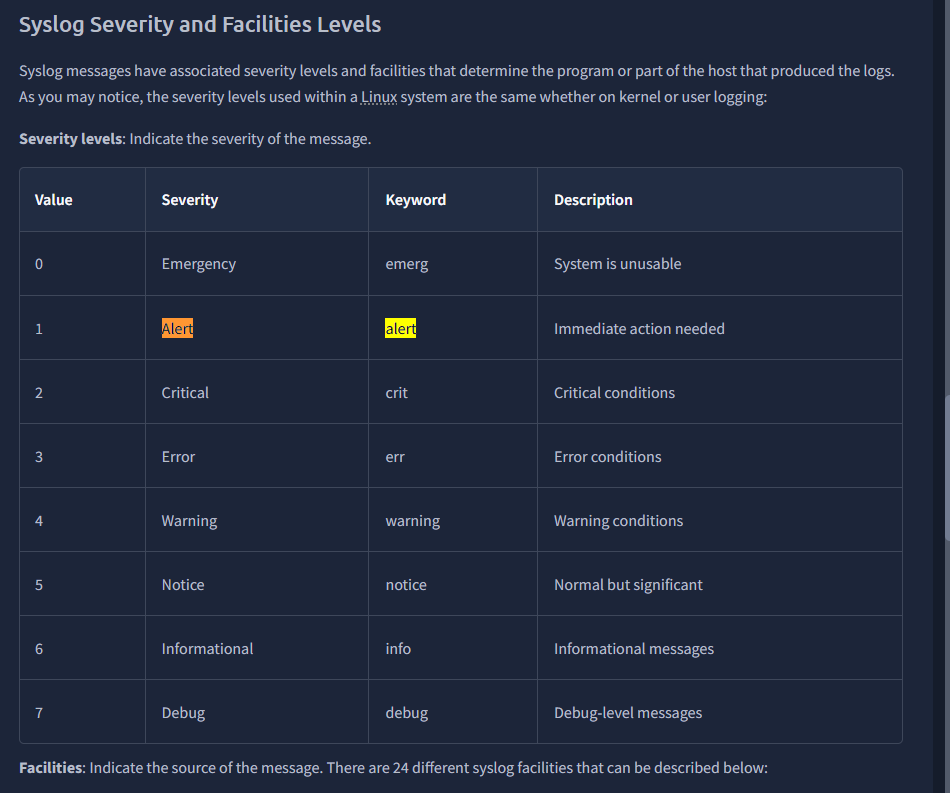 Syslog Severity and Facilities Levels
Syslog messages have associated severity levels and facilities that determine the program or part of the host that produced the logs.
As you may notice, the severity levels used within a Linux system are the same whether on kernel or user logging:
Severity levels: Indicate the severity of the message.
Value Severity Keyword Description
0 Emergency emerg System is unusable
1 Alert alert Immediate action needed
2 Critical crit Critical conditions
3 Error err Error conditions
4 Warning warning Warning conditions
5 Notice notice Normal but significant
6 Informational info Informational messages
7 Debug debug Debug-level messages
Facilities: Indicate the source of the message. There are 24 different syslog facilities that can be described below: